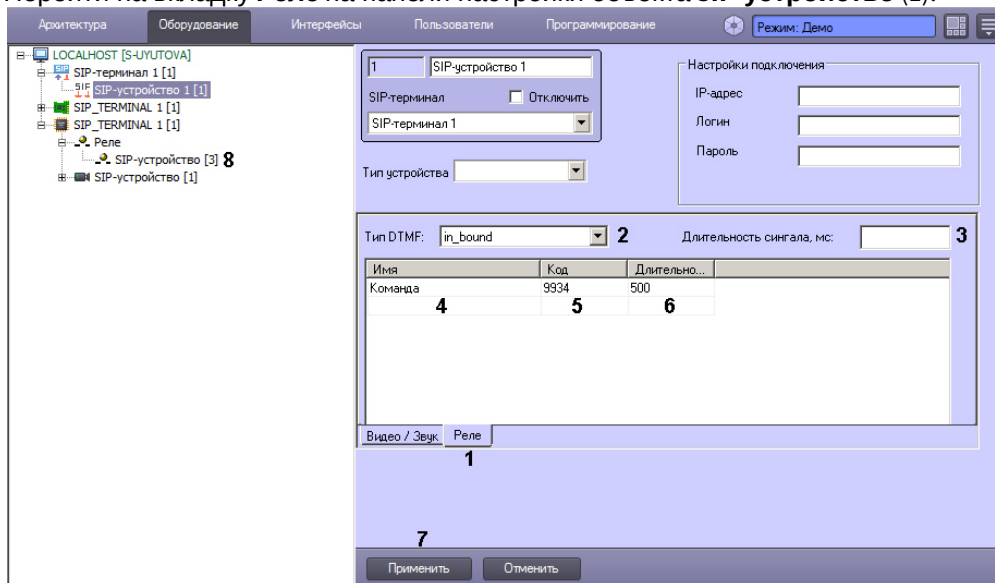 Перейти на вкладку Реле на панели настройки объекта SIP-устройство (1).
Архитектура Оборудование Интерфейсы Пользователи Программирование Режим: Демо
LOCALHOST [S-UYUTOVA]
SIP-терминал 1 [1]
SIP-устройство 1 [1]
SIP_TERMINAL 1 [1]
SIP_TERMINAL 1 [1]
Реле
SIP-устройство [3] 8
SIP-устройство [1]
1 SIP-устройство 1
SIP-терминал Отключить
SIP-терминал 1
Тип устройства
Настройки подключения
IP-адрес
Логин
Пароль
Тип DTMF: in_bound 2 Длительность сингала, мс: 3
Имя Код Длительно...
Команда 9934 500
4 5 6
Видео / Звук Реле
1
7
Применить Отменить